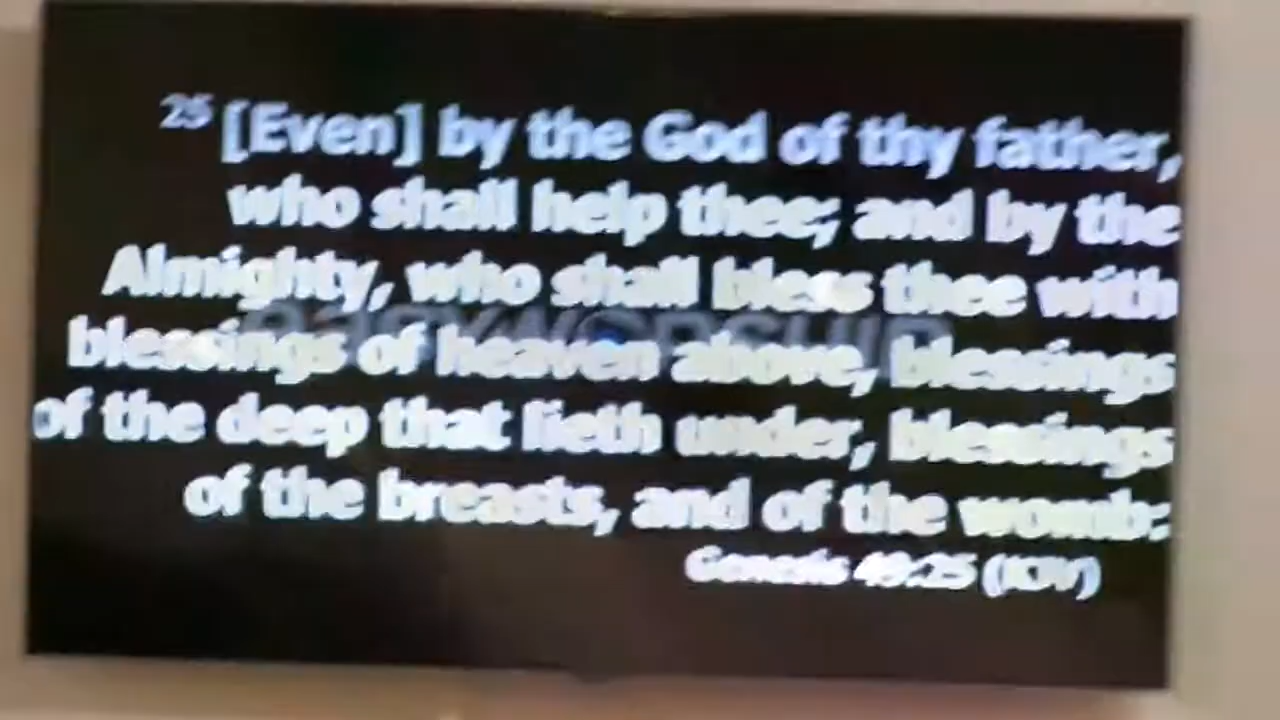 25 [Even] by the God of thy father,
who shall help thee; and by the
Almighty, who shall bless thee with
EASYWORSHIP
blessings of heaven above, blessings
of the deep that lieth under, blessings
of the breasts, and of the womb:
Genesis 49:25 (KJV)